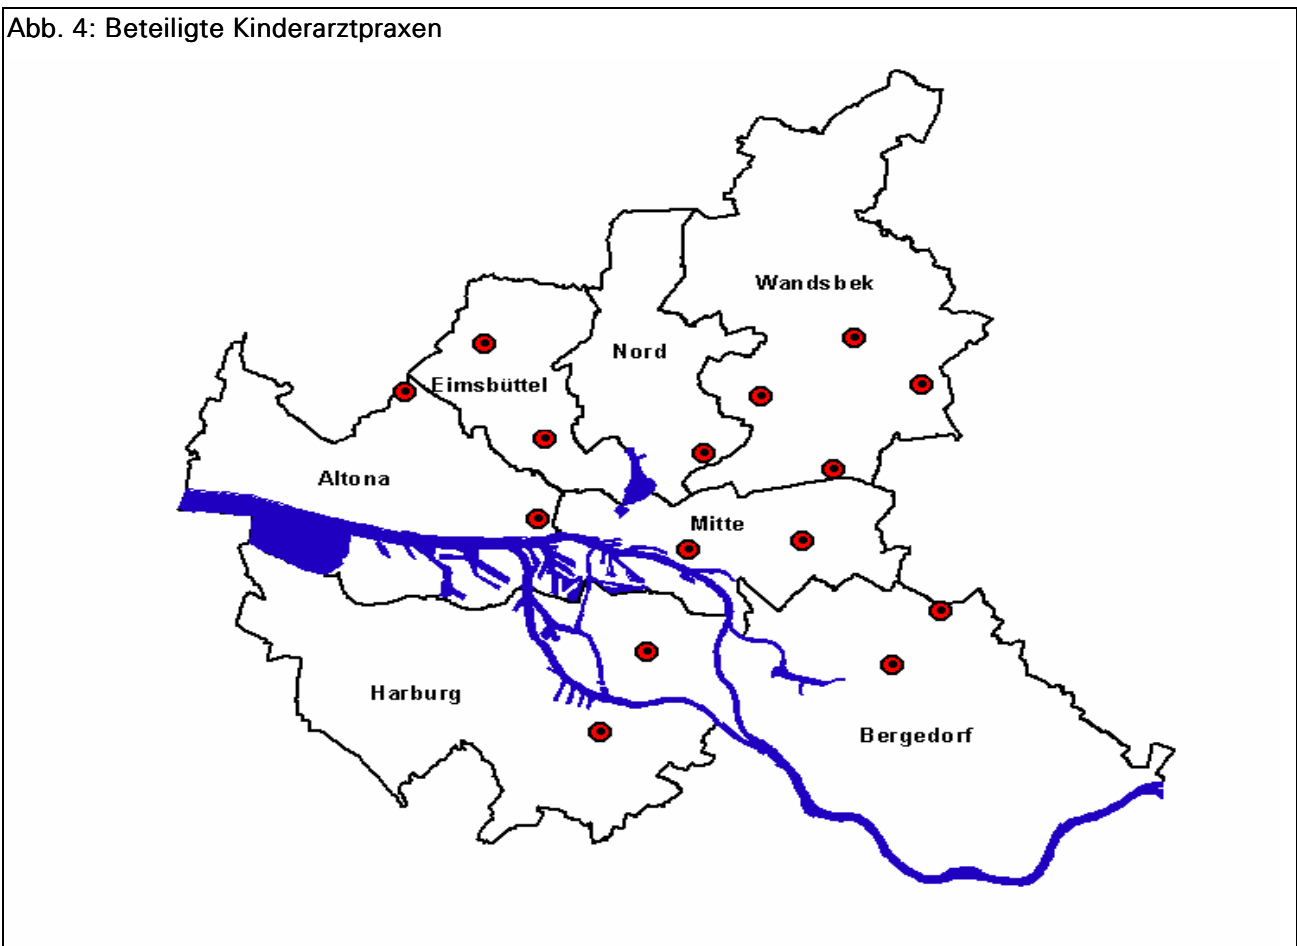 Abb. 4: Beteiligte Kinderarztpraxen
Wandsbek
Nord
Eimsbüttel
Altona
Mitte
Harburg
Bergedorf